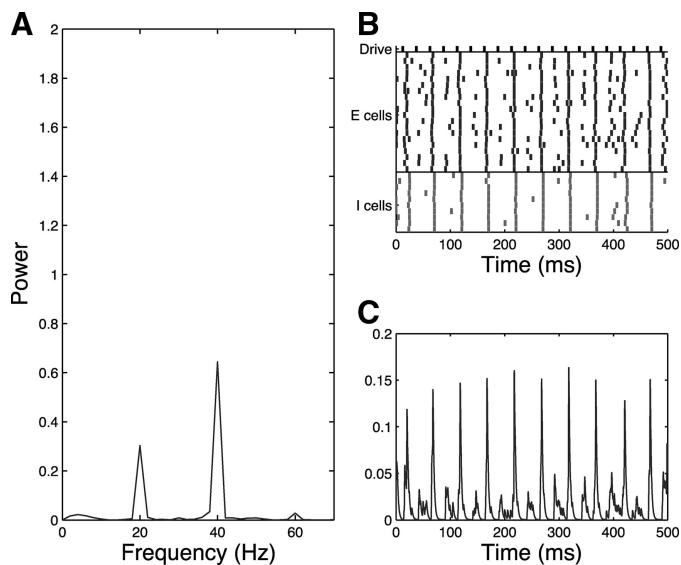 A
2
1.8
1.6
1.4
1.2
1
0.8
0.6
0.4
0.2
0
0 20 40 60
Power
Frequency (Hz)
B
Drive
E cells
I cells
0 100 200 300 400 500
Time (ms)
C
0.2
0.15
0.1
0.05
0
0 100 200 300 400 500
Time (ms)